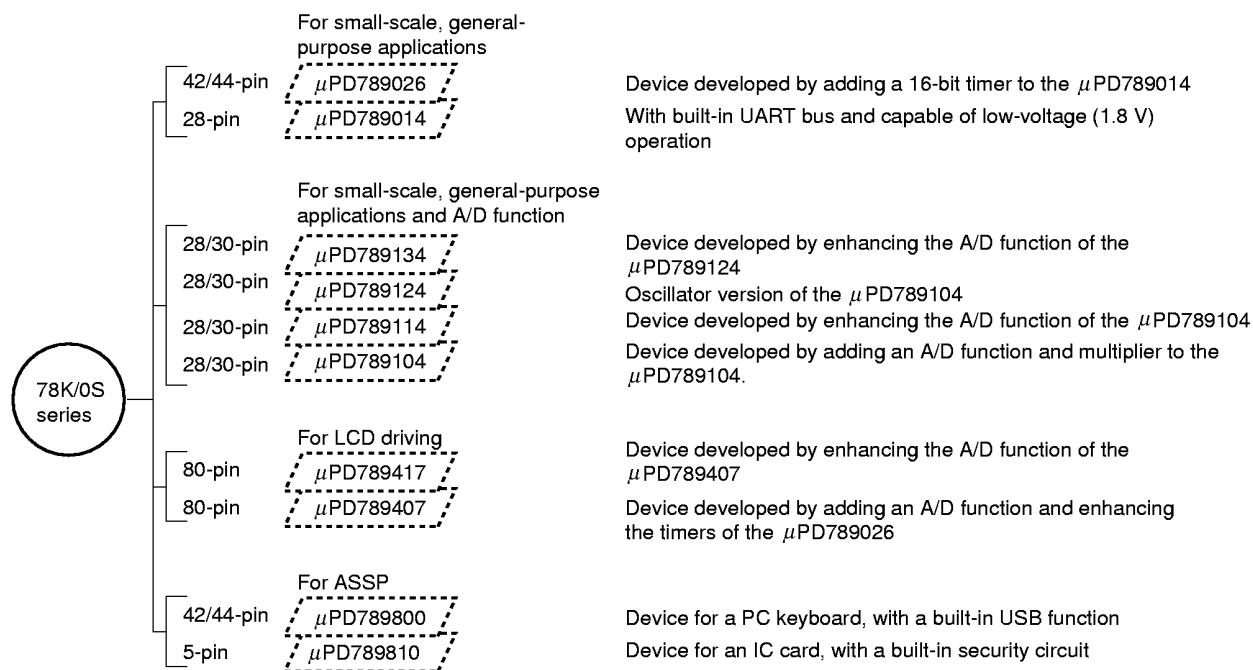 For small-scale, general-
purpose applications
42/44-pin μPD789026 Device developed by adding a 16-bit timer to the μPD789014
28-pin μPD789014 With built-in UART bus and capable of low-voltage (1.8 V)
operation
For small-scale, general-purpose
applications and A/D function
28/30-pin μPD789134 Device developed by enhancing the A/D function of the
μPD789124
28/30-pin μPD789124 Oscillator version of the μPD789104
28/30-pin μPD789114 Device developed by enhancing the A/D function of the μPD789104
28/30-pin μPD789104 Device developed by adding an A/D function and multiplier to the
μPD789104.
78K/0S
series
For LCD driving
80-pin μPD789417 Device developed by enhancing the A/D function of the
μPD789407
80-pin μPD789407 Device developed by adding an A/D function and enhancing
the timers of the μPD789026
For ASSP
42/44-pin μPD789800 Device for a PC keyboard, with a built-in USB function
5-pin μPD789810 Device for an IC card, with a built-in security circuit